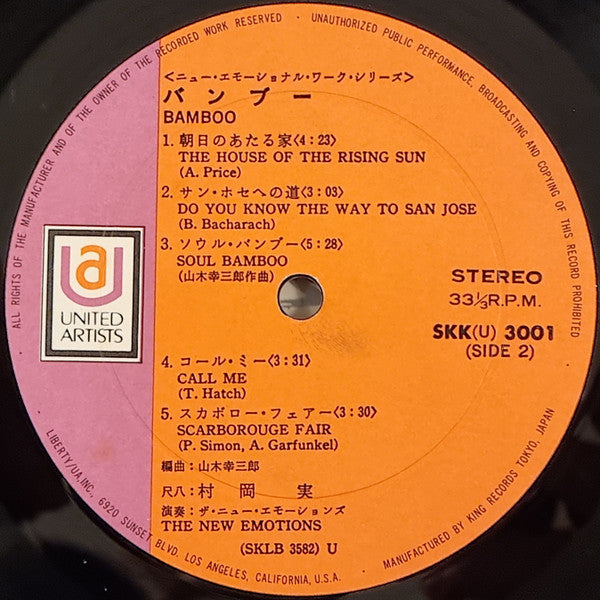 ALL RIGHTS OF THE MANUFACTURER AND OF THE OWNER OF THE RECORDED WORK RESERVED · UNAUTHORIZED PUBLIC PERFORMANCE, BROADCASTING AND COPYING OF THIS RECORD PROHIBITED
<ニュー・エモーショナル・ワーク・シリーズ>
バンブー
BAMBOO
1. 朝日のあたる家<4:23>
THE HOUSE OF THE RISING SUN
(A. Price)
2. サン・ホセへの道<3:03>
DO YOU KNOW THE WAY TO SAN JOSE
(B. Bacharach)
3. ソウル・バンブー<5:28>
SOUL BAMBOO
(山木幸三郎作曲)
ua
UNITED
ARTISTS
STEREO
33⅓R.P.M.
SKK(U) 3001
(SIDE 2)
4. コール・ミー<3:31>
CALL ME
(T. Hatch)
5. スカボロー・フェアー<3:30>
SCARBOROUGE FAIR
(P. Simon, A. Garfunkel)
編曲:山木幸三郎
尺八:村岡実
演奏:ザ・ニュー・エモーションズ
THE NEW EMOTIONS
(SKLB 3582) U
LIBERTY/UA, INC., 6920 SUNSET BLVD. LOS ANGELES, CALIFORNIA, U.S.A.
MANUFACTURED BY KING RECORDS TOKYO, JAPAN